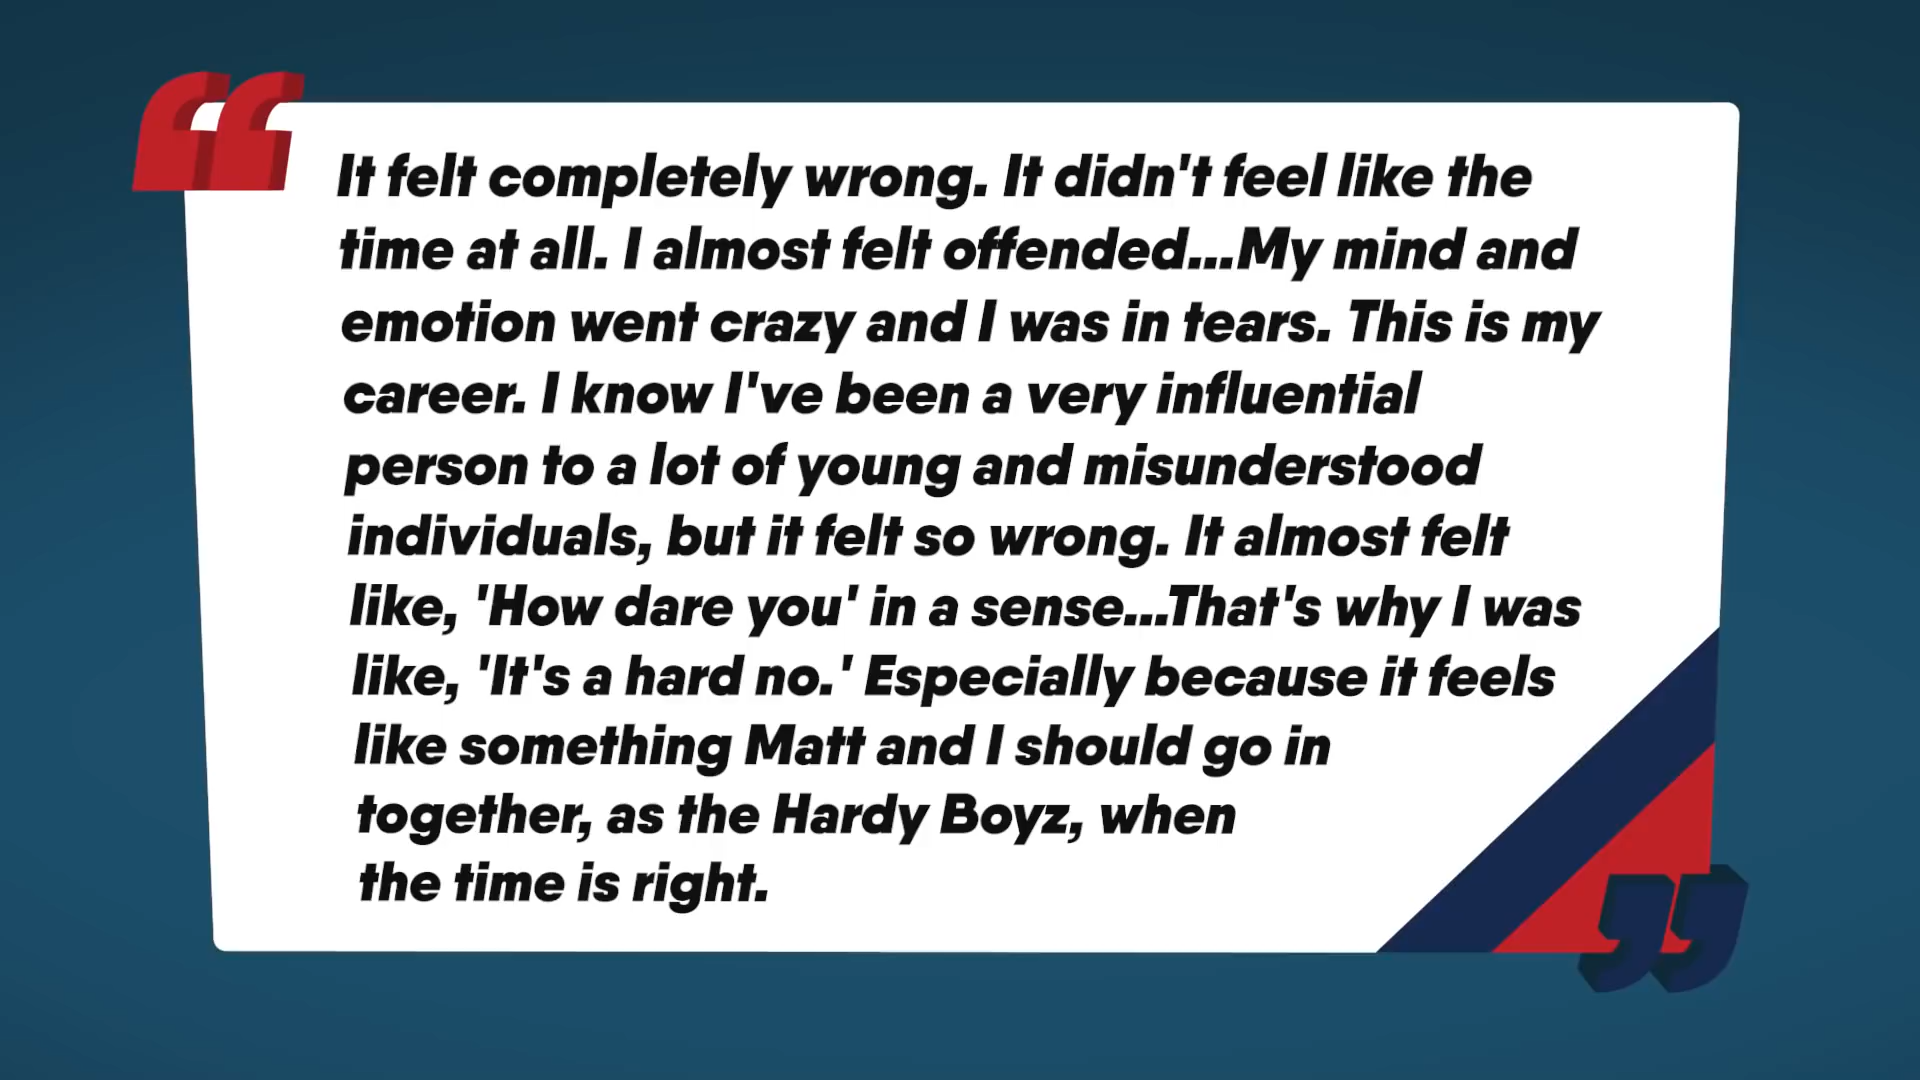 It felt completely wrong. It didn't feel like the
time at all. I almost felt offended...My mind and
emotion went crazy and I was in tears. This is my
career. I know I've been a very influential
person to a lot of young and misunderstood
individuals, but it felt so wrong. It almost felt
like, 'How dare you' in a sense...That's why I was
like, 'It's a hard no.' Especially because it feels
like something Matt and I should go in
together, as the Hardy Boyz, when
the time is right.